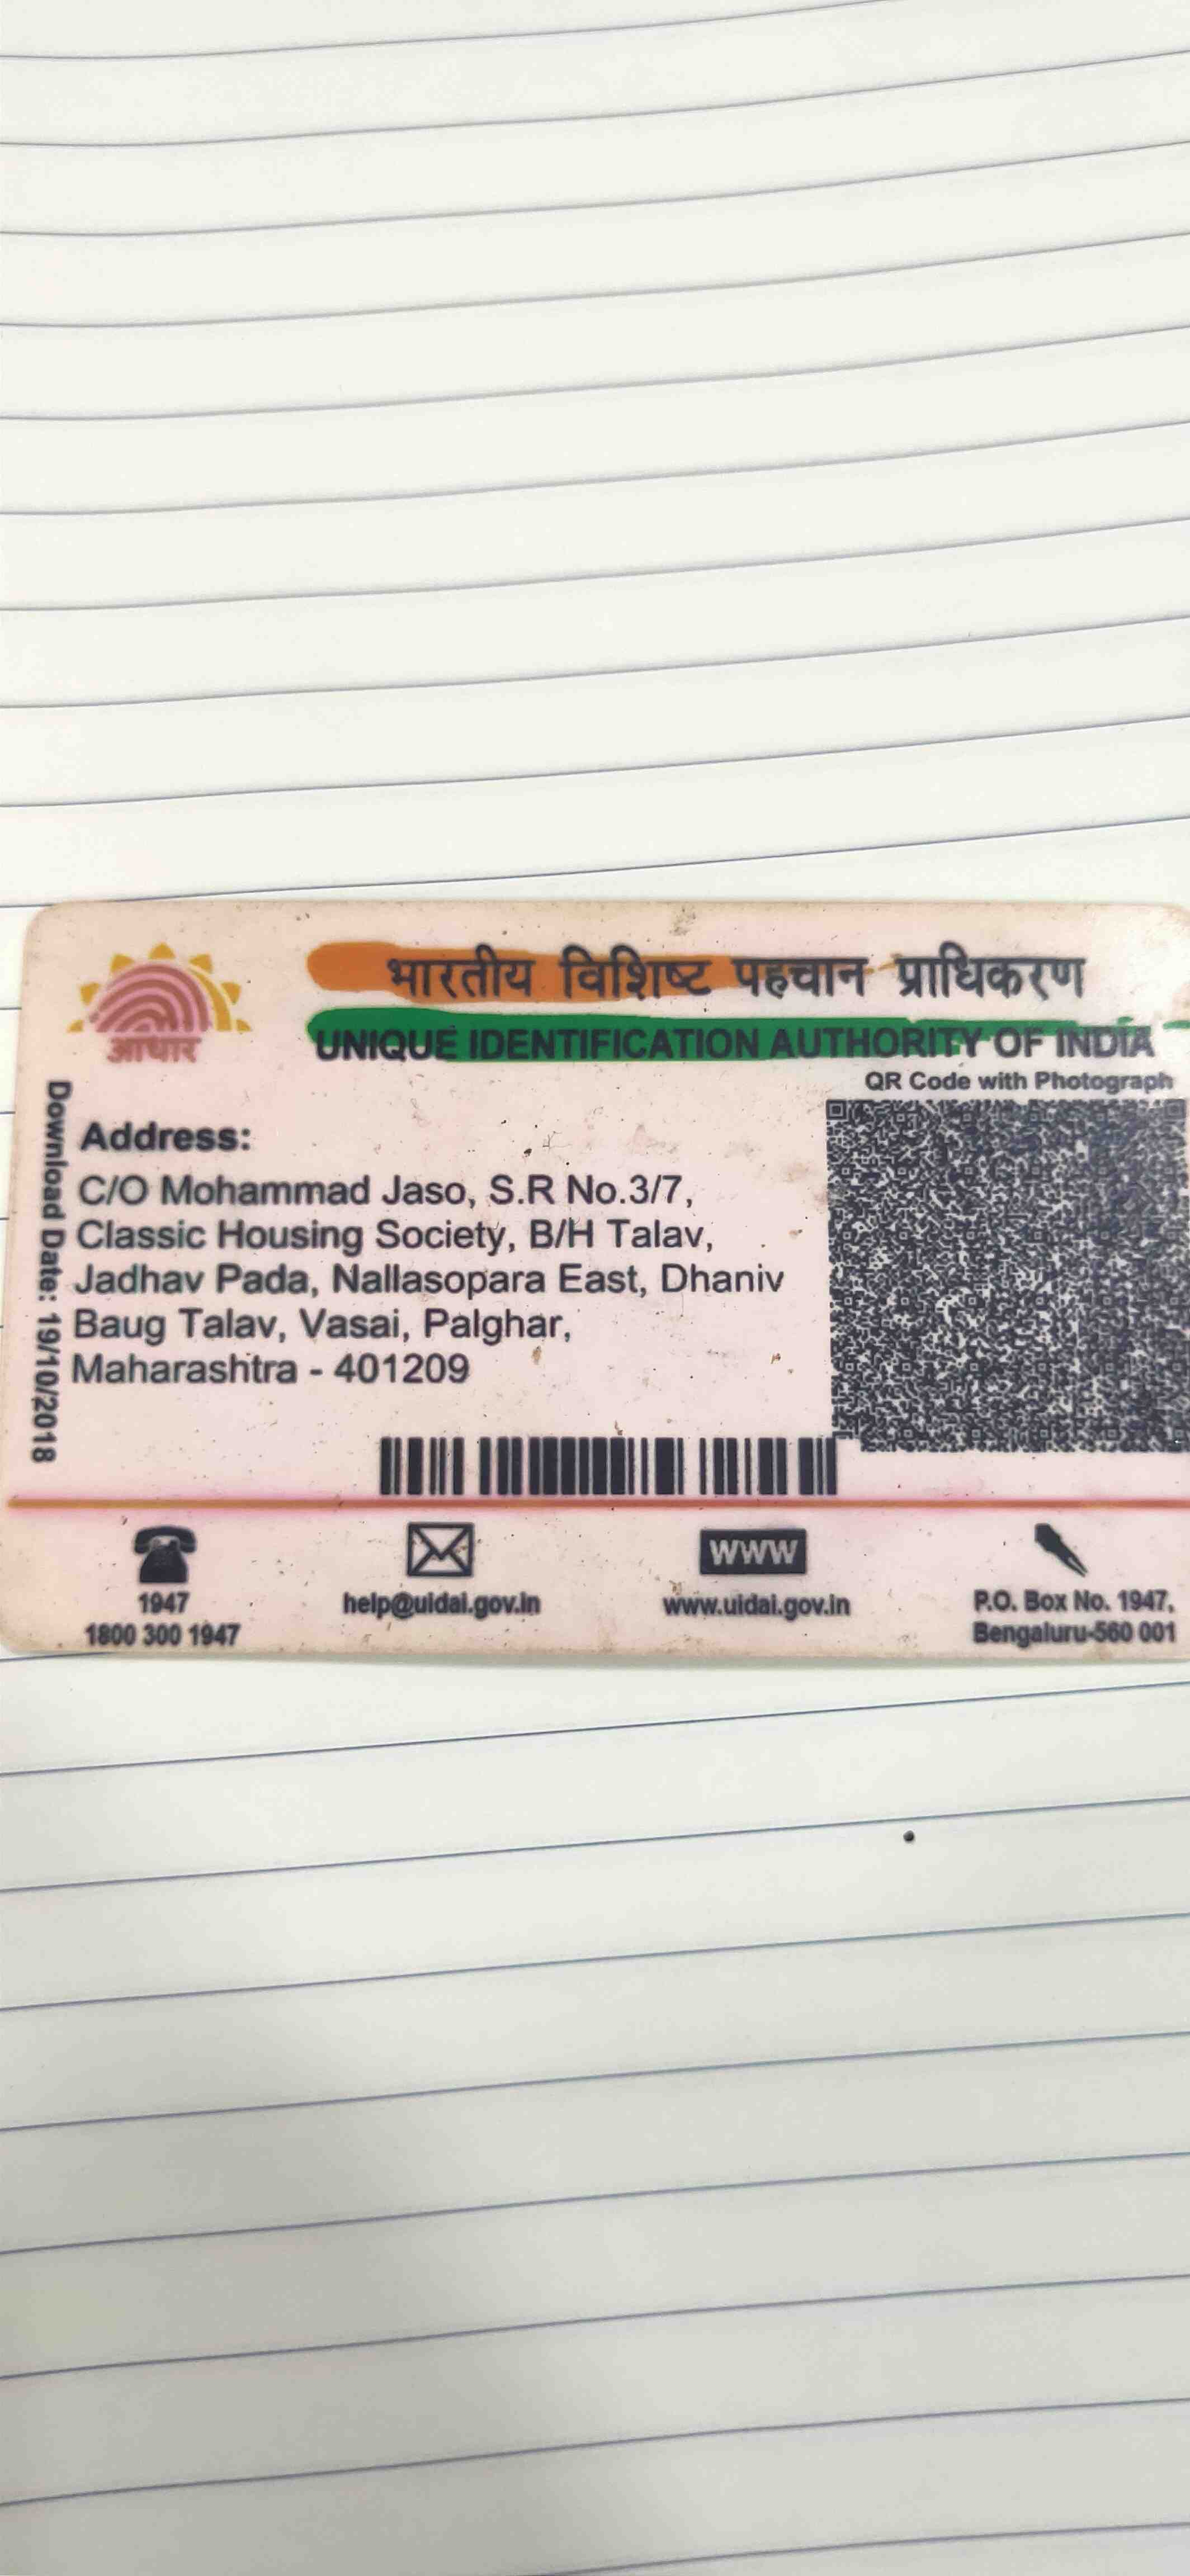 आधार
भारतीय विशिष्ट पहचान प्राधिकरण
UNIQUE IDENTIFICATION AUTHORITY OF INDIA
QR Code with Photograph
Download Date: 19/10/2018
Address:
C/O Mohammad Jaso, S.R No.3/7,
Classic Housing Society, B/H Talav,
Jadhav Pada, Nallasopara East, Dhaniv
Baug Talav, Vasai, Palghar,
Maharashtra - 401209
1947
1800 300 1947
help@uidai.gov.in
WWW
www.uidai.gov.in
P.O. Box No. 1947,
Bengaluru-560 001